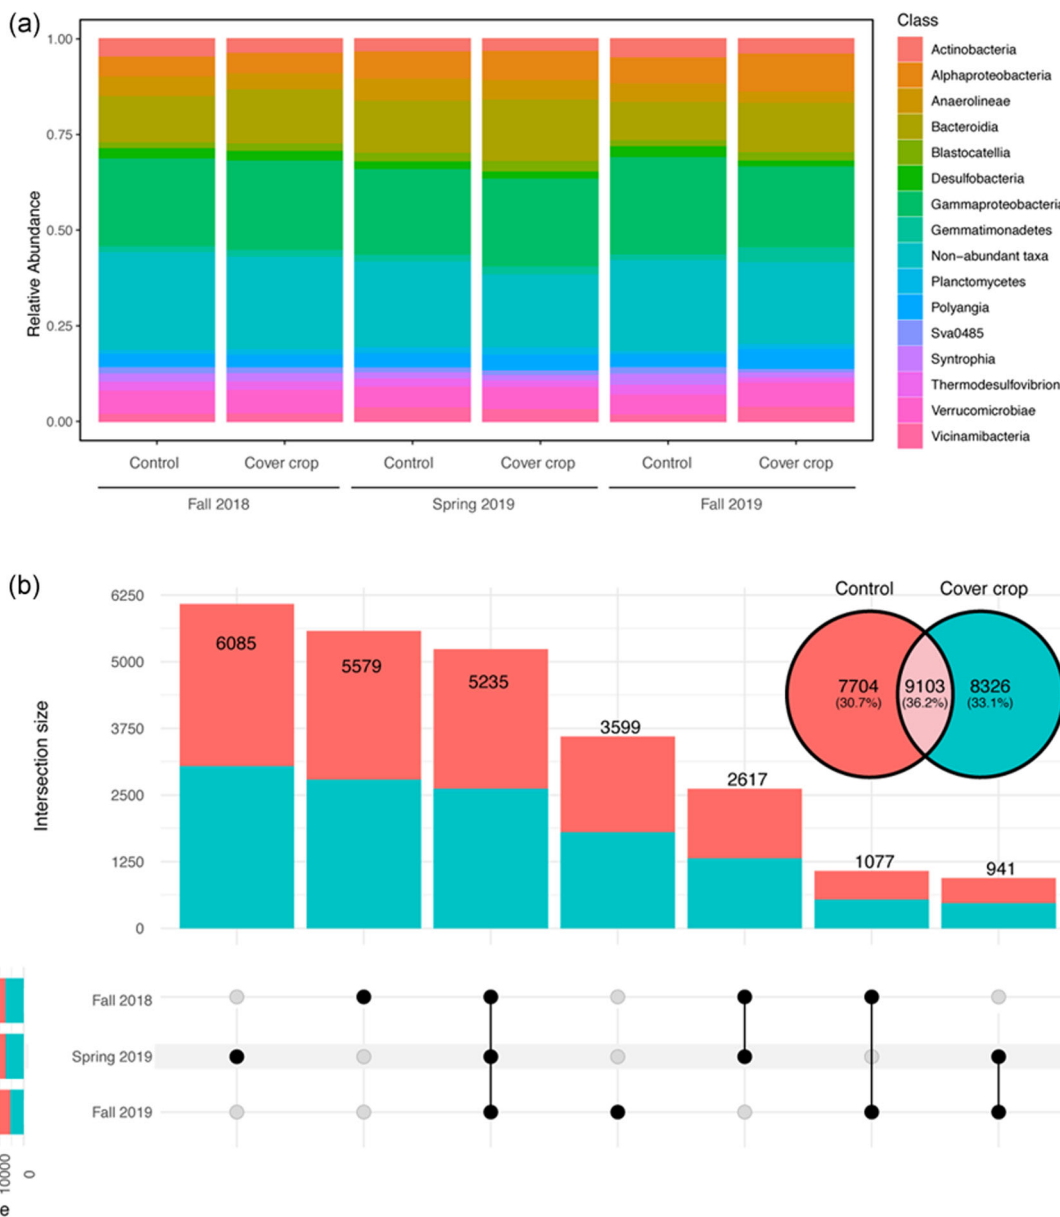 (a)
Class
1.00
0.75
0.50
0.25
0.00
Relative Abundance
Actinobacteria
Alphaproteobacteria
Anaerolineae
Bacteroidia
Blastocatellia
Desulfobacteria
Gammaproteobacteria
Gemmatimonadetes
Non-abundant taxa
Planctomycetes
Polyangia
Sva0485
Syntrophia
Thermodesulfovibrion
Verrucomicrobiae
Vicinamibacteria
Control Cover crop Control Cover crop Control Cover crop
Fall 2018 Spring 2019 Fall 2019
(b)
Control Cover crop
7704 9103 8326
(30.7%) (36.2%) (33.1%)
6250
5000
3750
2500
1250
0
Intersection size
6085
5579
5235
3599
2617
1077
941
Fall 2018
Spring 2019
Fall 2019
10000
0
e